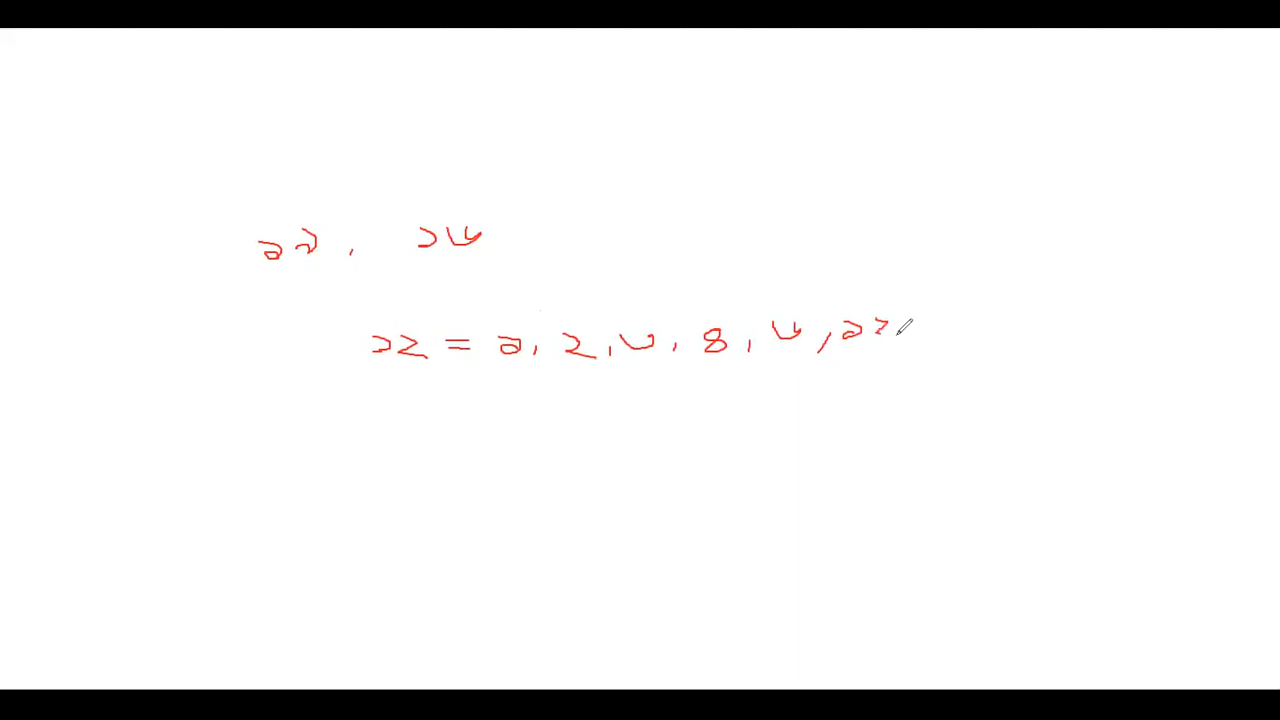 ১২, ১৬
১২ = ১, ২, ৩, ৪, ৬, ১২